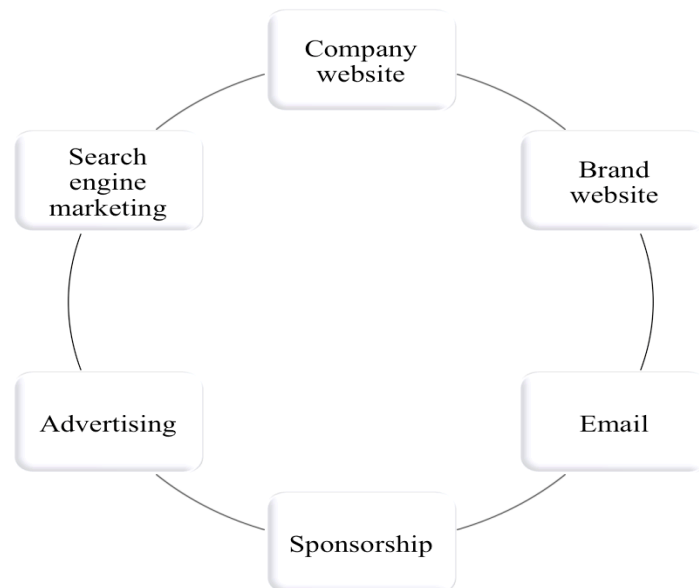 Company
website
Brand
website
Email
Sponsorship
Advertising
Search
engine
marketing